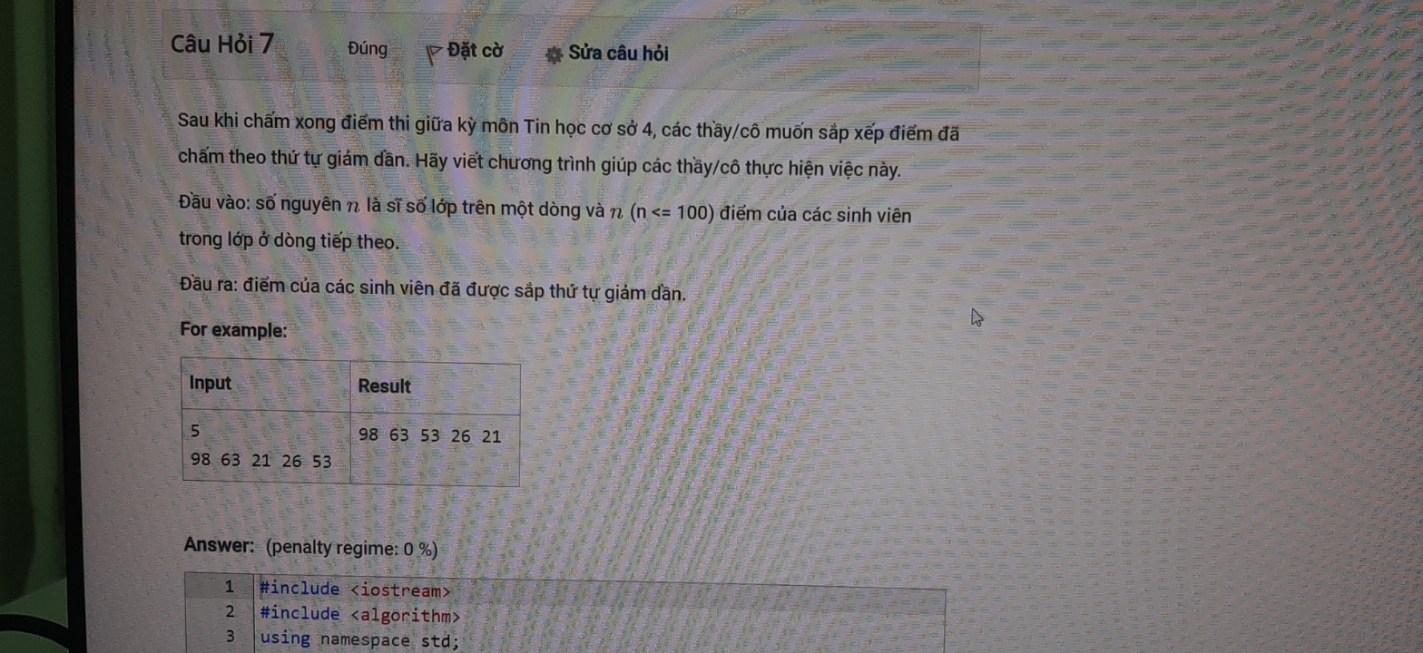 Câu Hỏi 7 Đúng Đặt cờ Sửa câu hỏi
Sau khi chấm xong điểm thi giữa kỳ môn Tin học cơ sở 4, các thầy/cô muốn sắp xếp điểm đã
chấm theo thứ tự giảm dần. Hãy viết chương trình giúp các thầy/cô thực hiện việc này.
Đầu vào: số nguyên n là sĩ số lớp trên một dòng và n (n <= 100) điểm của các sinh viên
trong lớp ở dòng tiếp theo.
Đầu ra: điểm của các sinh viên đã được sắp thứ tự giảm dần.
For example:
Input Result
5 98 63 53 26 21
98 63 21 26 53
Answer: (penalty regime: 0 %)
1 #include <iostream>
2 #include <algorithm>
3 using namespace std;